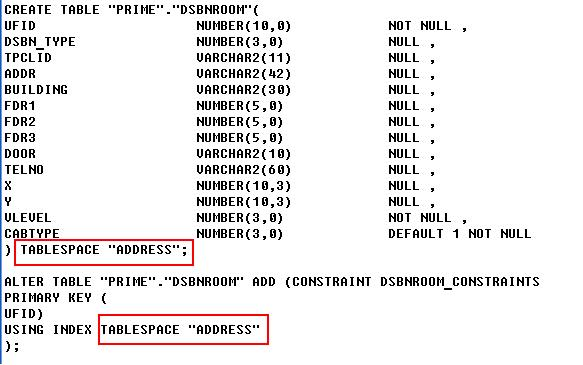 CREATE TABLE "PRIME"."DSBNROOM"(
UFID NUMBER(10,0) NOT NULL ,
DSBN_TYPE NUMBER(3,0) NULL ,
TPCLID VARCHAR2(11) NULL ,
ADDR VARCHAR2(42) NULL ,
BUILDING VARCHAR2(30) NULL ,
FDR1 NUMBER(5,0) NULL ,
FDR2 NUMBER(5,0) NULL ,
FDR3 NUMBER(5,0) NULL ,
DOOR VARCHAR2(10) NULL ,
TELNO VARCHAR2(60) NULL ,
X NUMBER(10,3) NULL ,
Y NUMBER(10,3) NULL ,
VLEVEL NUMBER(3,0) NOT NULL ,
CABTYPE NUMBER(3,0) DEFAULT 1 NOT NULL
) TABLESPACE "ADDRESS";
ALTER TABLE "PRIME"."DSBNROOM" ADD (CONSTRAINT DSBNROOM_CONSTRAINTS
PRIMARY KEY (
UFID)
USING INDEX TABLESPACE "ADDRESS"
);